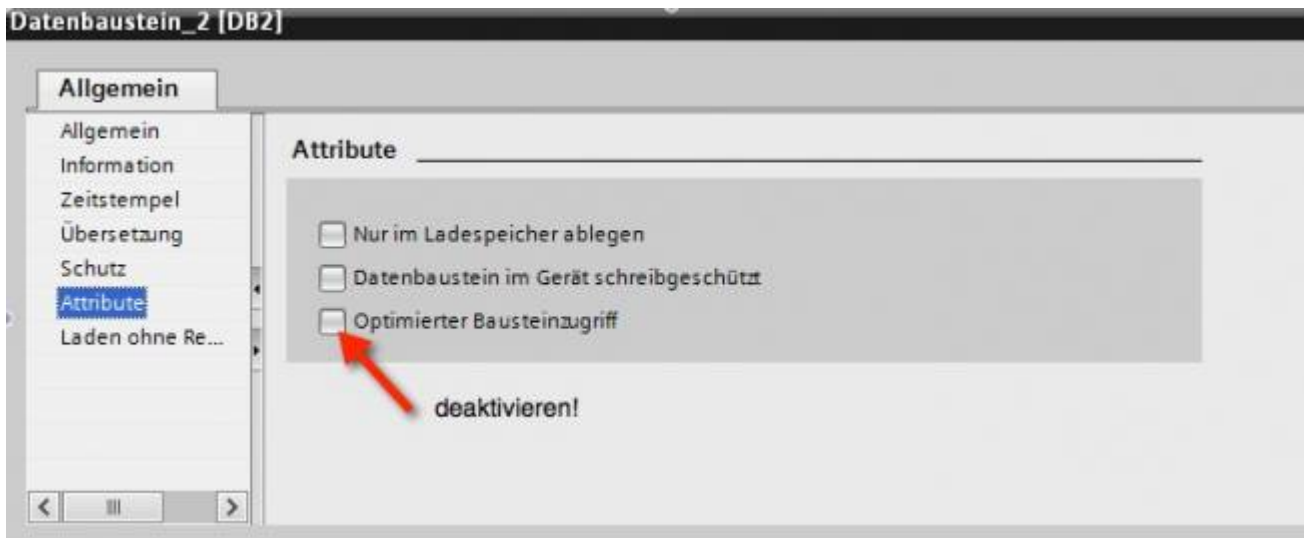 Datenbaustein_2 [DB2]
Allgemein
Allgemein
Information
Zeitstempel
Übersetzung
Schutz
Attribute
Laden ohne Re...
Attribute
Nur im Ladespeicher ablegen
Datenbaustein im Gerät schreibgeschützt
Optimierter Bausteinzugriff
deaktivieren!